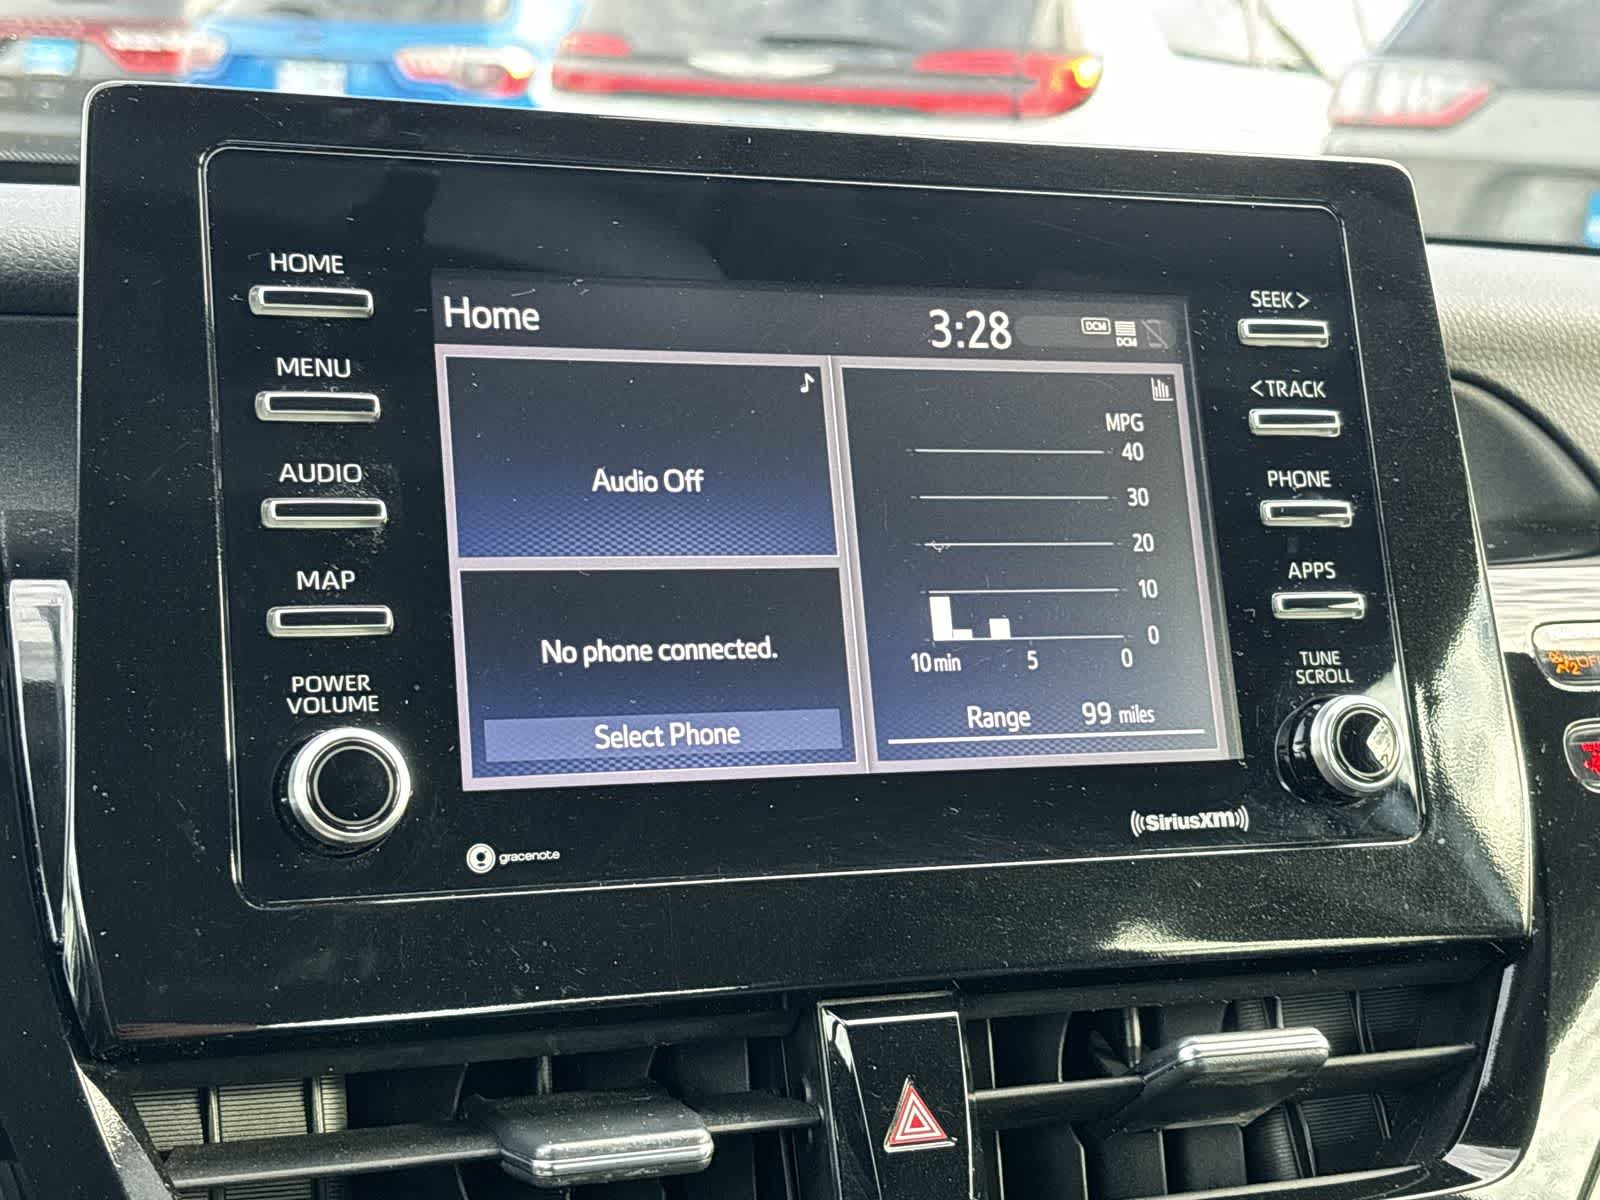 HOME
MENU
AUDIO
MAP
POWER
VOLUME
Home
3:28
DCM
DCM
Audio Off
No phone connected.
Select Phone
MPG
40
30
20
10
0
10 min 5 0
Range 99 miles
SEEK >
< TRACK
PHONE
APPS
TUNE
SCROLL
gracenote
SiriusXM